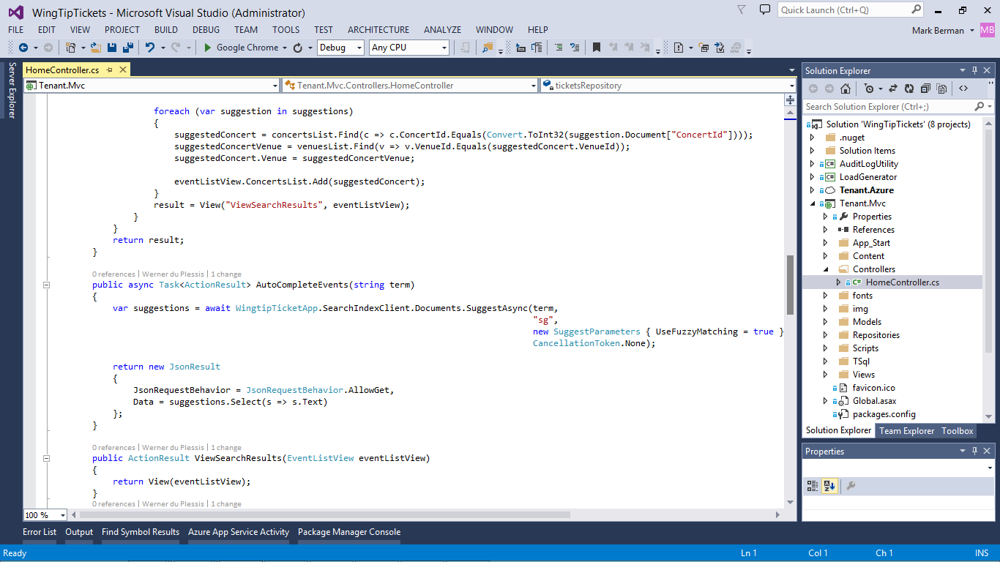 WingTipTickets - Microsoft Visual Studio (Administrator)
Quick Launch (Ctrl+Q)
FILE EDIT VIEW PROJECT BUILD DEBUG TEAM TOOLS TEST ARCHITECTURE ANALYZE WINDOW HELP
Mark Berman MB
Google Chrome Debug Any CPU
Server Explorer
HomeController.cs
Tenant.Mvc Tenant.Mvc.Controllers.HomeController ticketsRepository
foreach (var suggestion in suggestions)
{
suggestedConcert = concertsList.Find(c => c.ConcertId.Equals(Convert.ToInt32(suggestion.Document["ConcertId"])));
suggestedConcertVenue = venuesList.Find(v => v.VenueId.Equals(suggestedConcert.VenueId));
suggestedConcert.Venue = suggestedConcertVenue;
eventListView.ConcertsList.Add(suggestedConcert);
}
result = View("ViewSearchResults", eventListView);
}
}
return result;
}
0 references | Werner du Plessis | 1 change
public async Task<ActionResult> AutoCompleteEvents(string term)
{
var suggestions = await WingtipTicketApp.SearchIndexClient.Documents.SuggestAsync(term,
"sg",
new SuggestParameters { UseFuzzyMatching = true }
CancellationToken.None);
return new JsonResult
{
JsonRequestBehavior = JsonRequestBehavior.AllowGet,
Data = suggestions.Select(s => s.Text)
};
}
0 references | Werner du Plessis | 1 change
public ActionResult ViewSearchResults(EventListView eventListView)
{
return View(eventListView);
}
0 references | Werner du Plessis | 1 change
100 %
Solution Explorer
Search Solution Explorer (Ctrl+;)
Solution 'WingTipTickets' (8 projects)
.nuget
Solution Items
C# AuditLogUtility
C# LoadGenerator
Tenant.Azure
Tenant.Mvc
Properties
References
App_Start
Content
Controllers
C# HomeController.cs
fonts
img
Models
Repositories
Scripts
TSql
Views
favicon.ico
Global.asax
packages.config
Solution Explorer Team Explorer Toolbox
Properties
Error List Output Find Symbol Results Azure App Service Activity Package Manager Console
Ready Ln 1 Col 1 Ch 1 INS